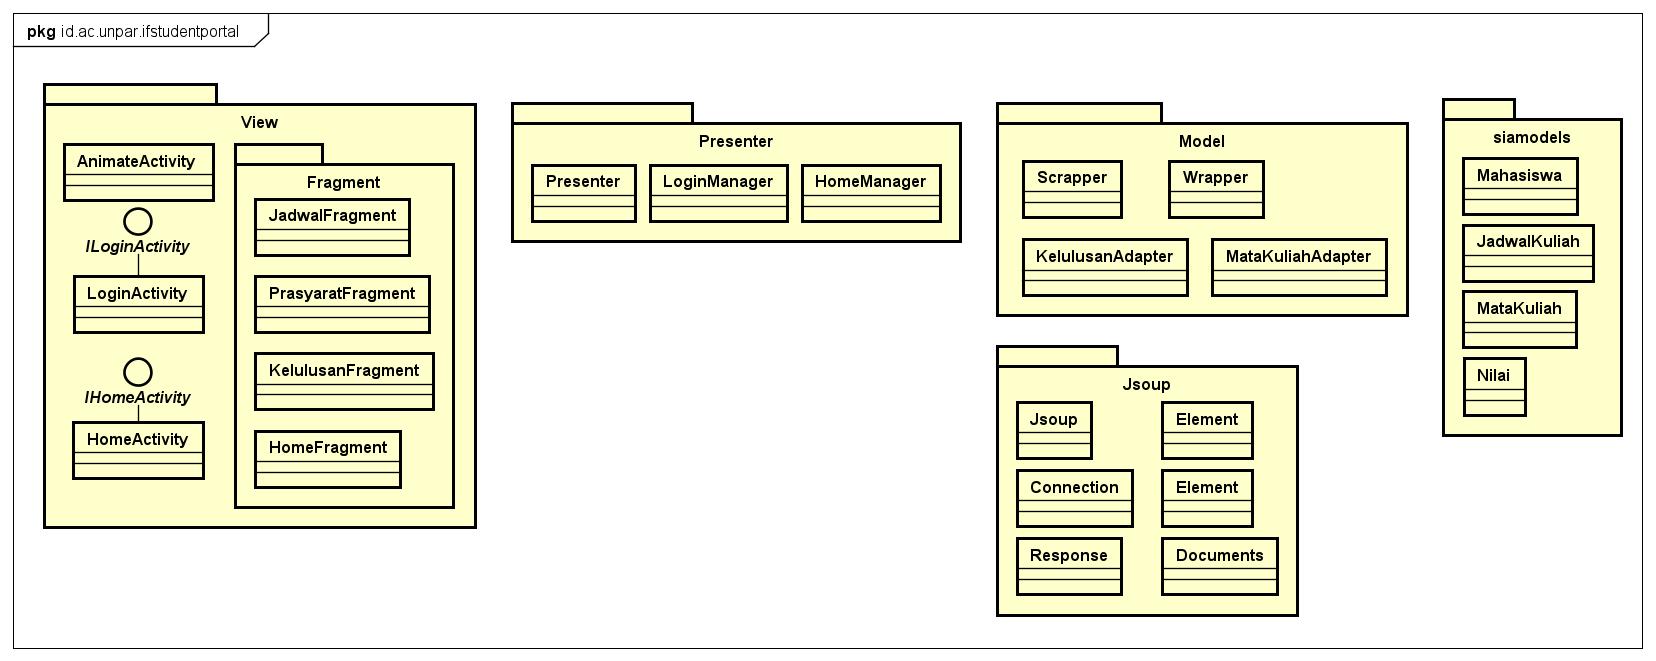 pkg id.ac.unpar.ifstudentportal
View
AnimateActivity
ILoginActivity
LoginActivity
IHomeActivity
HomeActivity
Fragment
JadwalFragment
PrasyaratFragment
KelulusanFragment
HomeFragment
Presenter
Presenter
LoginManager
HomeManager
Model
Scrapper
Wrapper
KelulusanAdapter
MataKuliahAdapter
Jsoup
Jsoup
Element
Connection
Element
Response
Documents
siamodels
Mahasiswa
JadwalKuliah
MataKuliah
Nilai